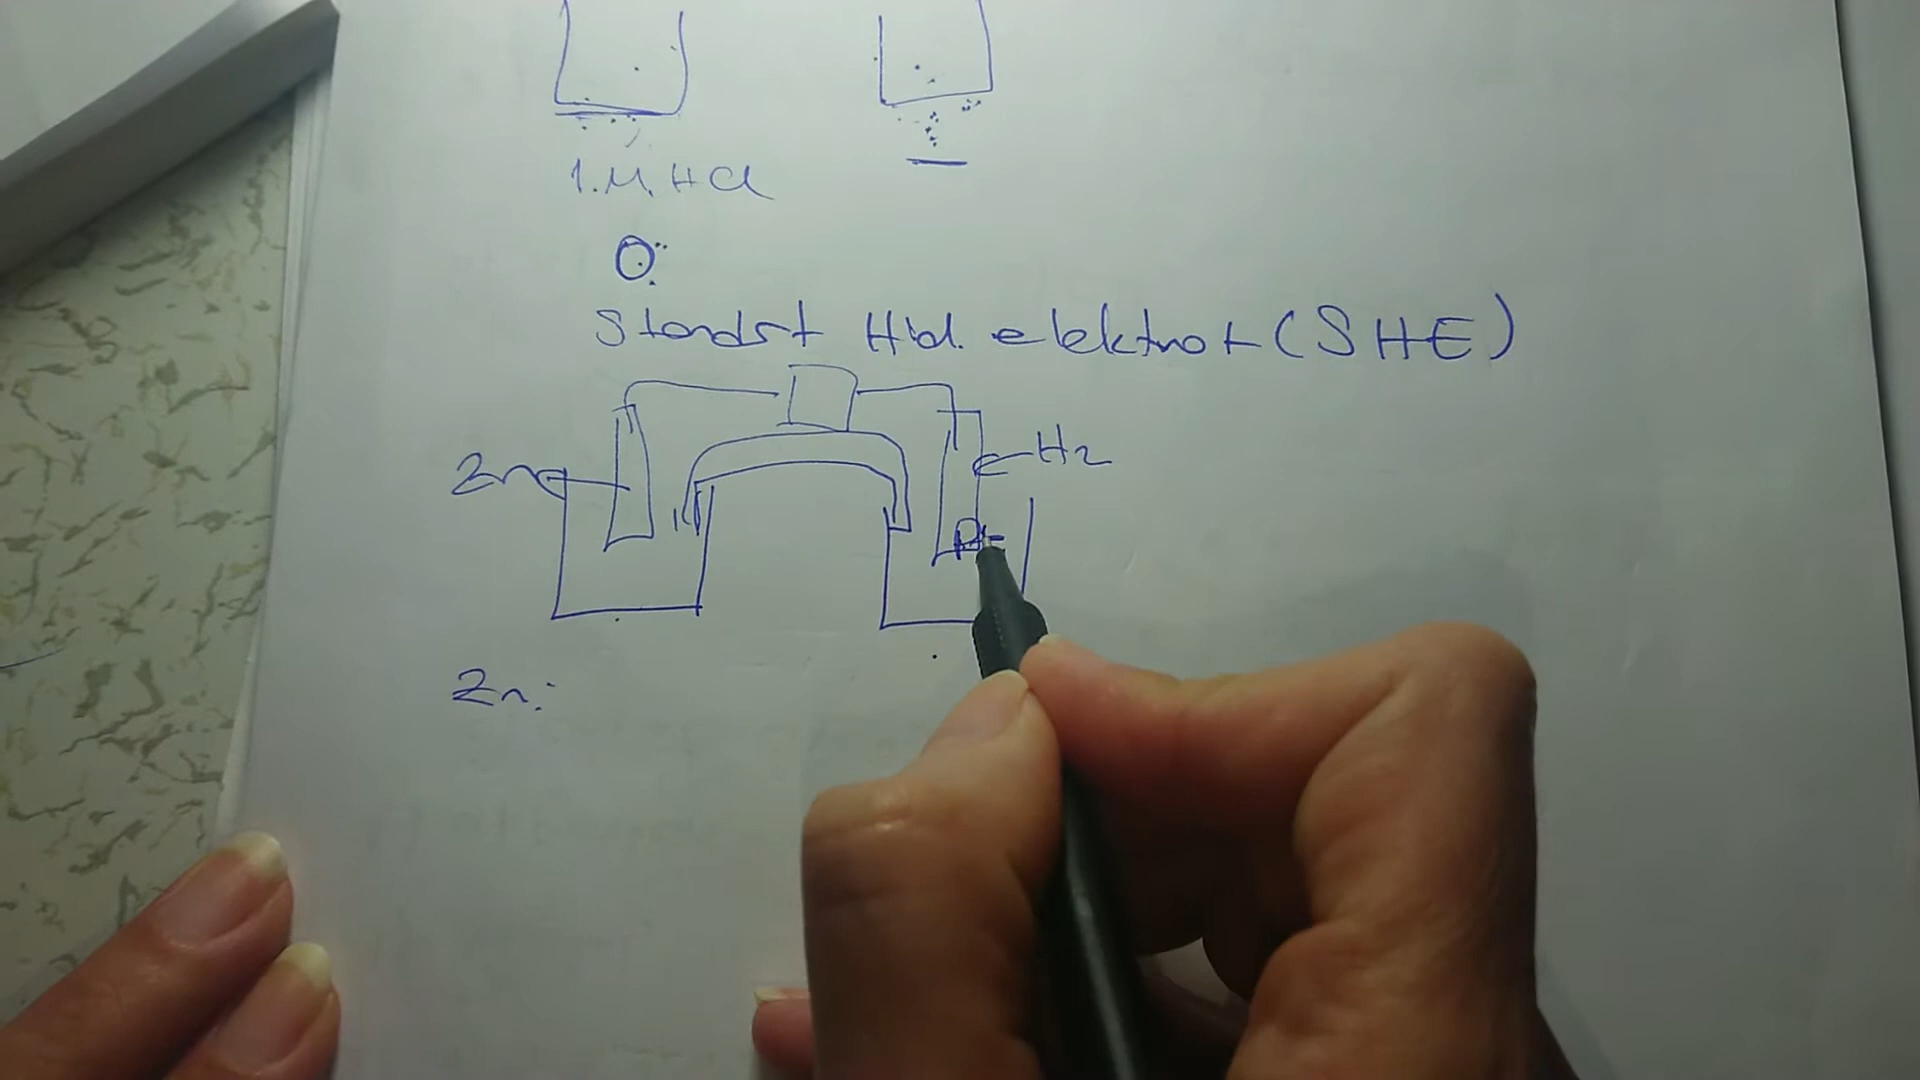 1.M. HCl
0
Standart Hid. elektrot (SHE)
H2
Zn
Pt
Zn: